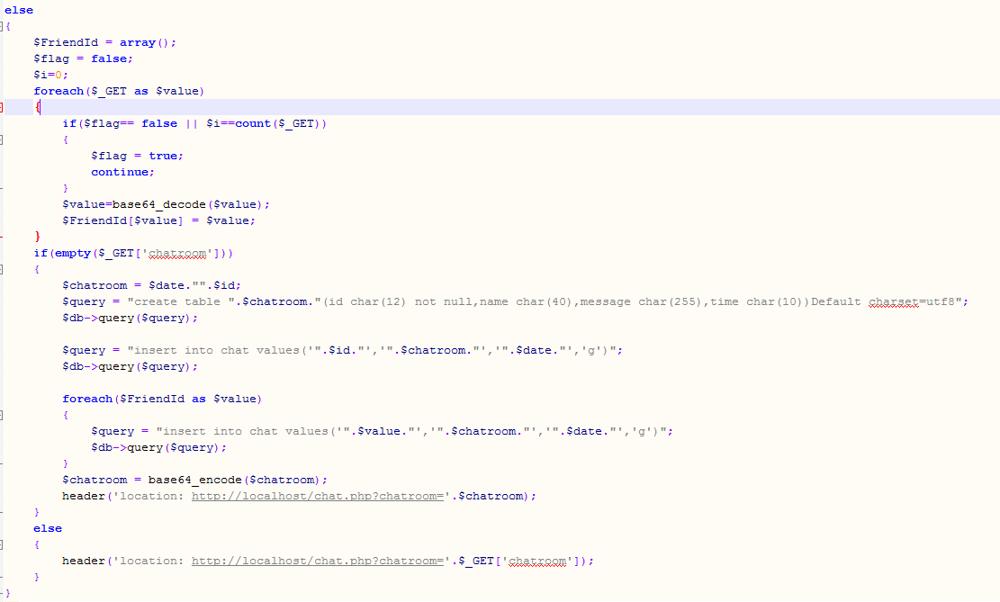 else
{
    $FriendId = array();
    $flag = false;
    $i=0;
    foreach($_GET as $value)
    {
        if($flag== false || $i==count($_GET))
        {
            $flag = true;
            continue;
        }
        $value=base64_decode($value);
        $FriendId[$value] = $value;
    }
    if(empty($_GET['chatroom']))
    {
        $chatroom = $date."".$id;
        $query = "create table ".$chatroom."(id char(12) not null,name char(40),message char(255),time char(10))Default charset=utf8";
        $db->query($query);

        $query = "insert into chat values('".$id."','".$chatroom."','".$date."','g')";
        $db->query($query);

        foreach($FriendId as $value)
        {
            $query = "insert into chat values('".$value."','".$chatroom."','".$date."','g')";
            $db->query($query);
        }
        $chatroom = base64_encode($chatroom);
        header('location: http://localhost/chat.php?chatroom='.$chatroom);
    }
    else
    {
        header('location: http://localhost/chat.php?chatroom='.$_GET['chatroom']);
    }
}